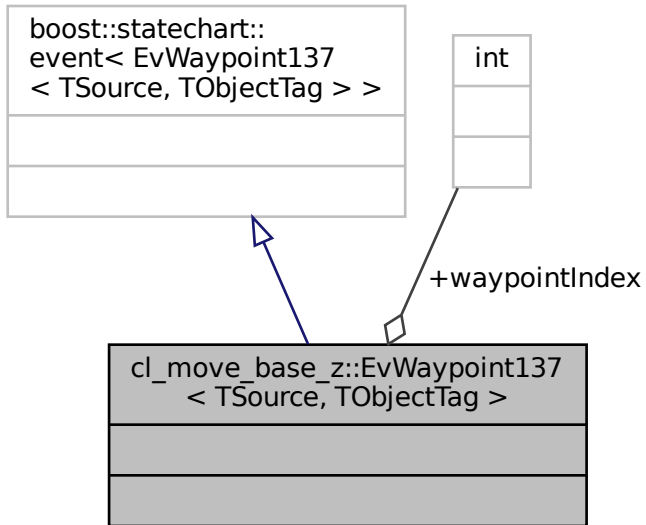 boost::statechart::
event< EvWaypoint137
< TSource, TObjectTag > >
int
+waypointIndex
cl_move_base_z::EvWaypoint137
< TSource, TObjectTag >